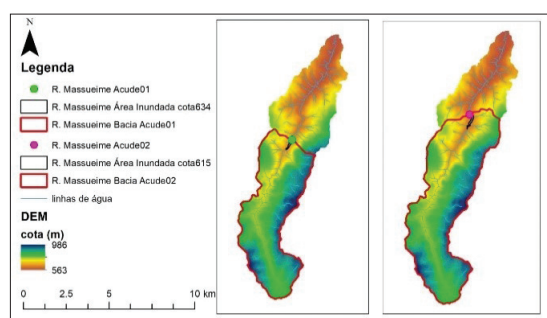 N
Legenda
R. Massueime Acude01
R. Massueime Área Inundada cota634
R. Massueime Bacia Acude01
R. Massueime Acude02
R. Massueime Área Inundada cota615
R. Massueime Bacia Acude02
linhas de água
DEM
cota (m)
986
563
0 2.5 5 10 km